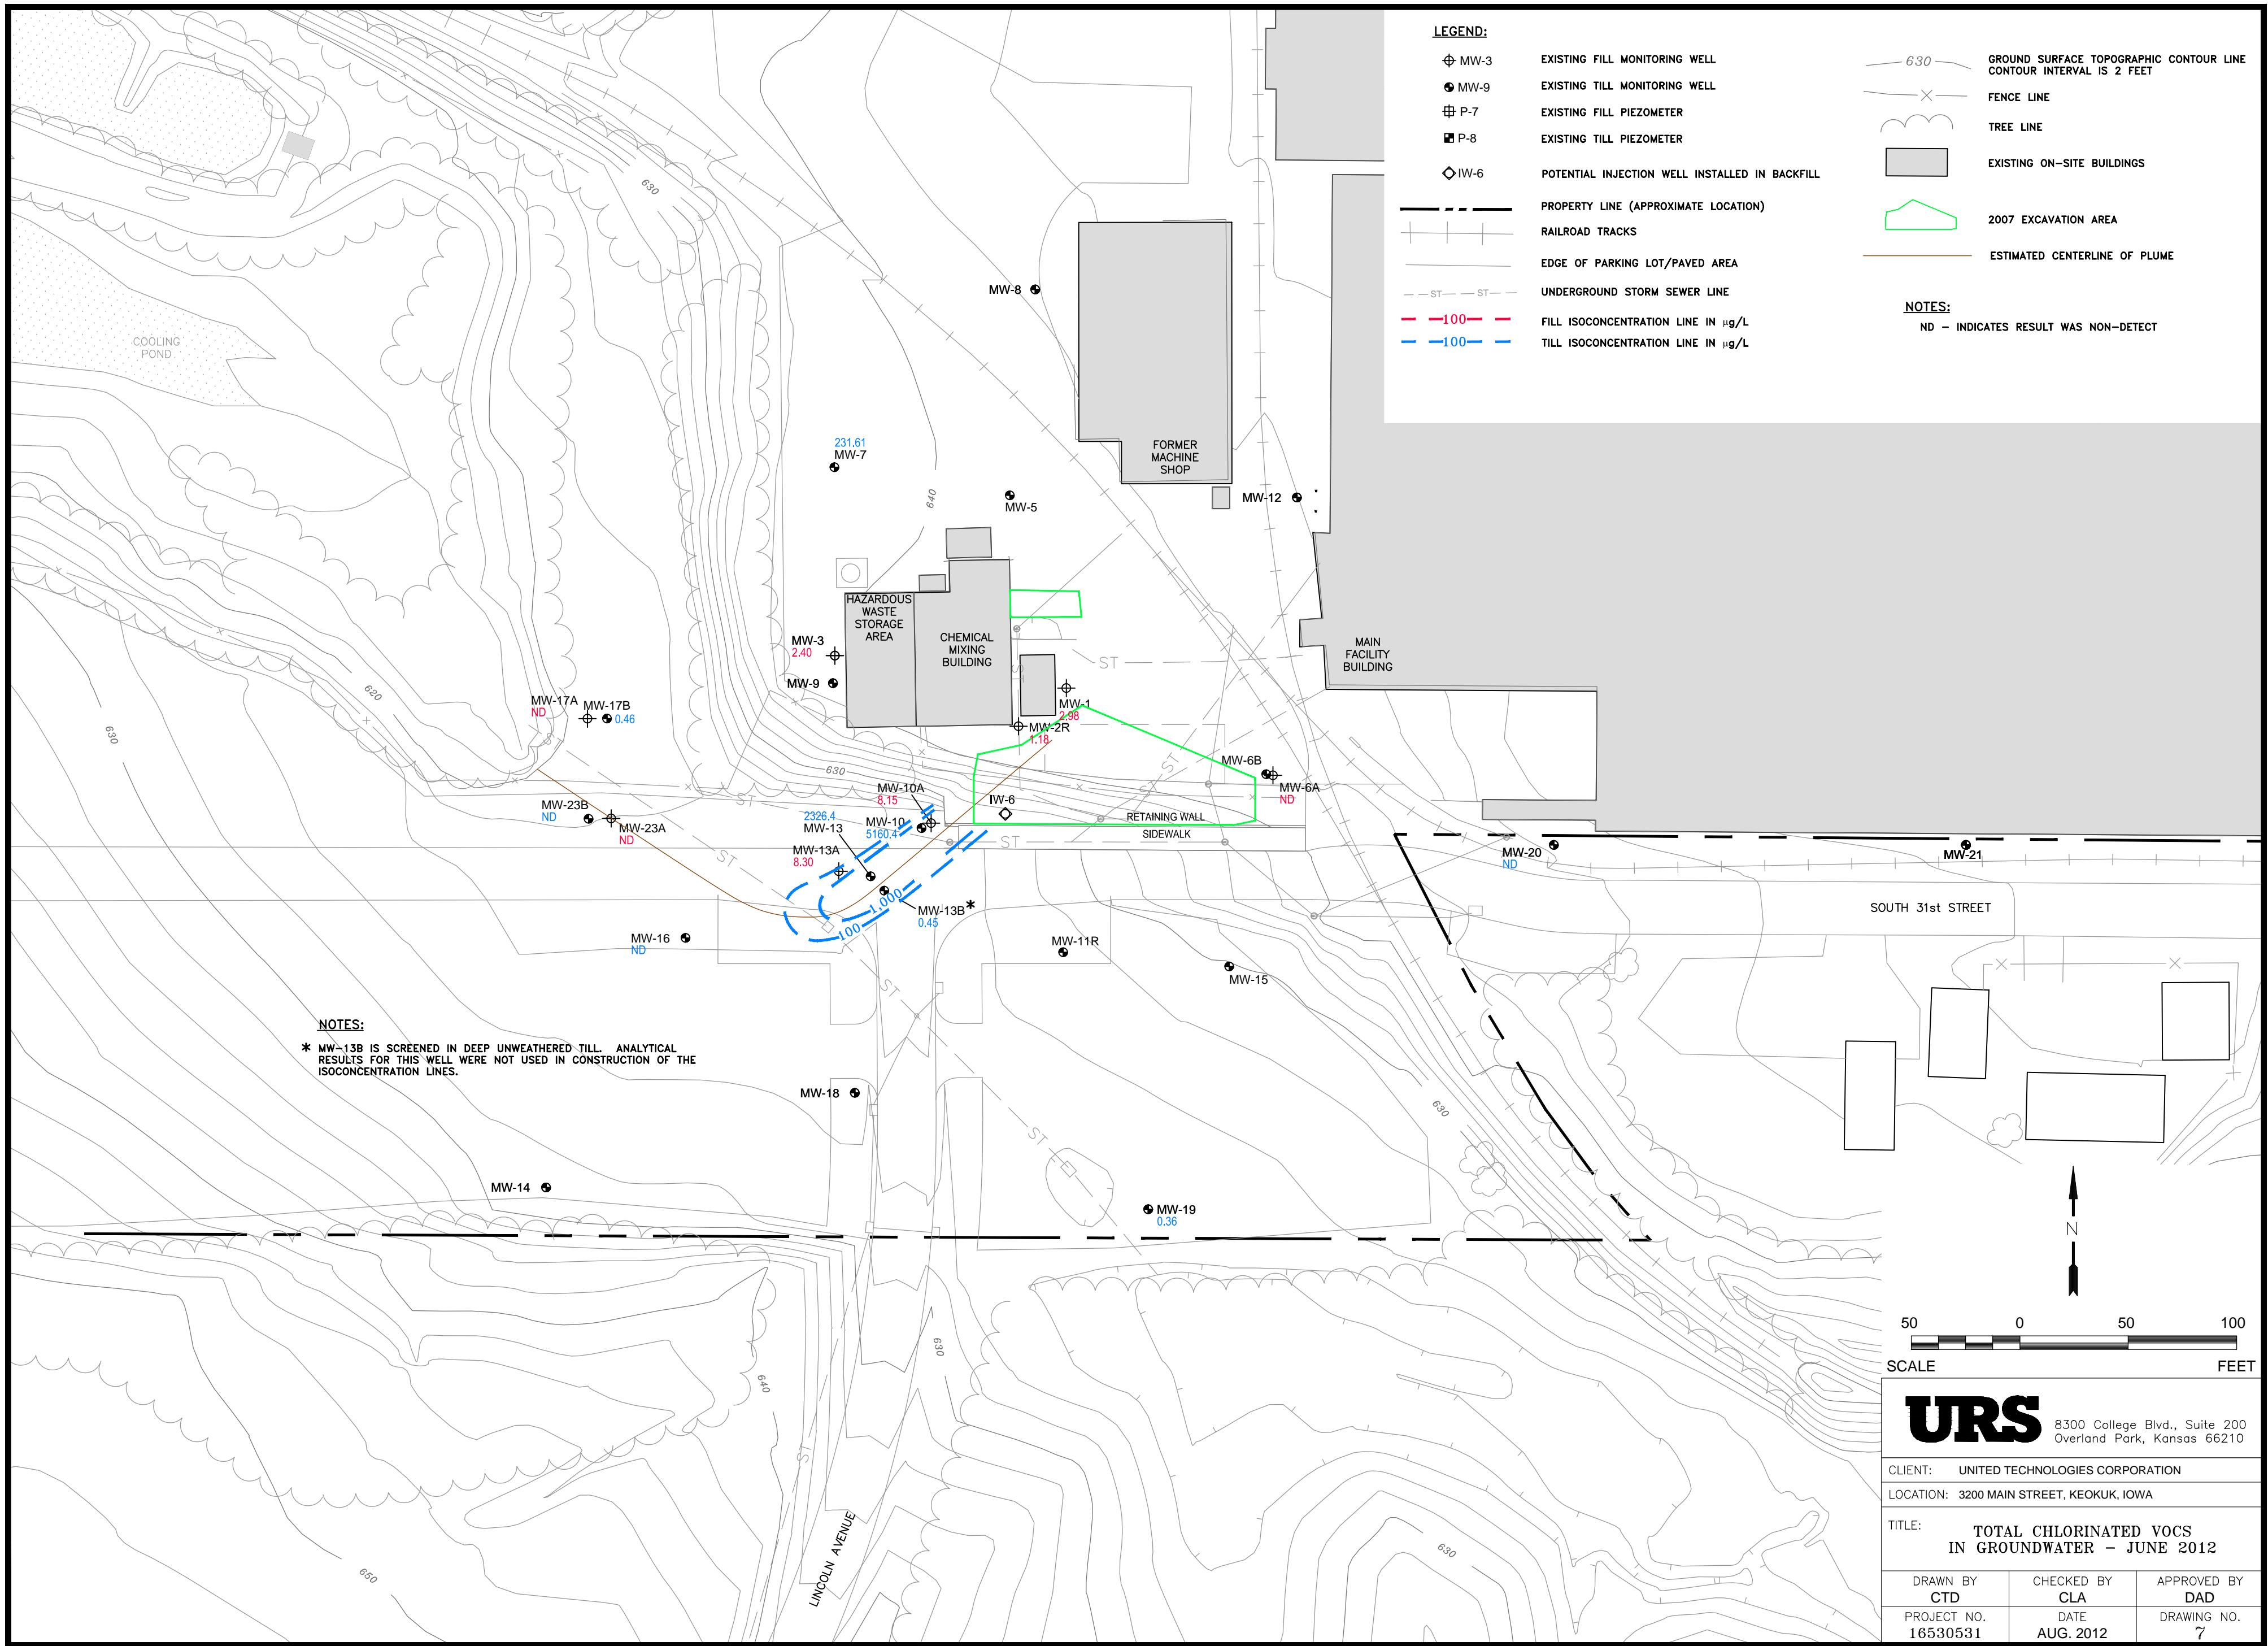 LEGEND:
MW-3 EXISTING FILL MONITORING WELL
MW-9 EXISTING TILL MONITORING WELL
P-7 EXISTING FILL PIEZOMETER
P-8 EXISTING TILL PIEZOMETER
IW-6 POTENTIAL INJECTION WELL INSTALLED IN BACKFILL
PROPERTY LINE (APPROXIMATE LOCATION)
RAILROAD TRACKS
EDGE OF PARKING LOT/PAVED AREA
ST ST UNDERGROUND STORM SEWER LINE
100 FILL ISOCONCENTRATION LINE IN µg/L
100 TILL ISOCONCENTRATION LINE IN µg/L
630 GROUND SURFACE TOPOGRAPHIC CONTOUR LINE
CONTOUR INTERVAL IS 2 FEET
FENCE LINE
TREE LINE
EXISTING ON-SITE BUILDINGS
2007 EXCAVATION AREA
ESTIMATED CENTERLINE OF PLUME
NOTES:
ND - INDICATES RESULT WAS NON-DETECT
630
COOLING
POND
MW-8
231.61
MW-7
640
MW-5
FORMER
MACHINE
SHOP
MW-12
HAZARDOUS
WASTE
STORAGE
AREA
CHEMICAL
MIXING
BUILDING
MW-3
2.40
MW-9
ST
ST
MAIN
FACILITY
BUILDING
MW-1
2.98
MW-2R
1.18
620
MW-17A
ND
MW-17B
0.46
630
630
MW-6B
MW-6A
ND
ST
ST
MW-10A
8.15
IW-6
RETAINING WALL
SIDEWALK
ST
ST
MW-23B
ND
MW-23A
ND
2326.4
MW-13
MW-10
5160.4
MW-13A
8.30
ST
1,000
100
MW-13B *
0.45
MW-20
ND
MW-21
SOUTH 31st STREET
MW-16
ND
MW-11R
MW-15
ST
NOTES:
* MW-13B IS SCREENED IN DEEP UNWEATHERED TILL. ANALYTICAL
RESULTS FOR THIS WELL WERE NOT USED IN CONSTRUCTION OF THE
ISOCONCENTRATION LINES.
MW-18
630
ST
MW-14
MW-19
0.36
N
630
640
650
630
ST
LINCOLN AVENUE
50 0 50 100
SCALE FEET
URS
8300 College Blvd., Suite 200
Overland Park, Kansas 66210
CLIENT: UNITED TECHNOLOGIES CORPORATION
LOCATION: 3200 MAIN STREET, KEOKUK, IOWA
TITLE: TOTAL CHLORINATED VOCS
IN GROUNDWATER - JUNE 2012
DRAWN BY CHECKED BY APPROVED BY
CTD CLA DAD
PROJECT NO. DATE DRAWING NO.
16530531 AUG. 2012 7